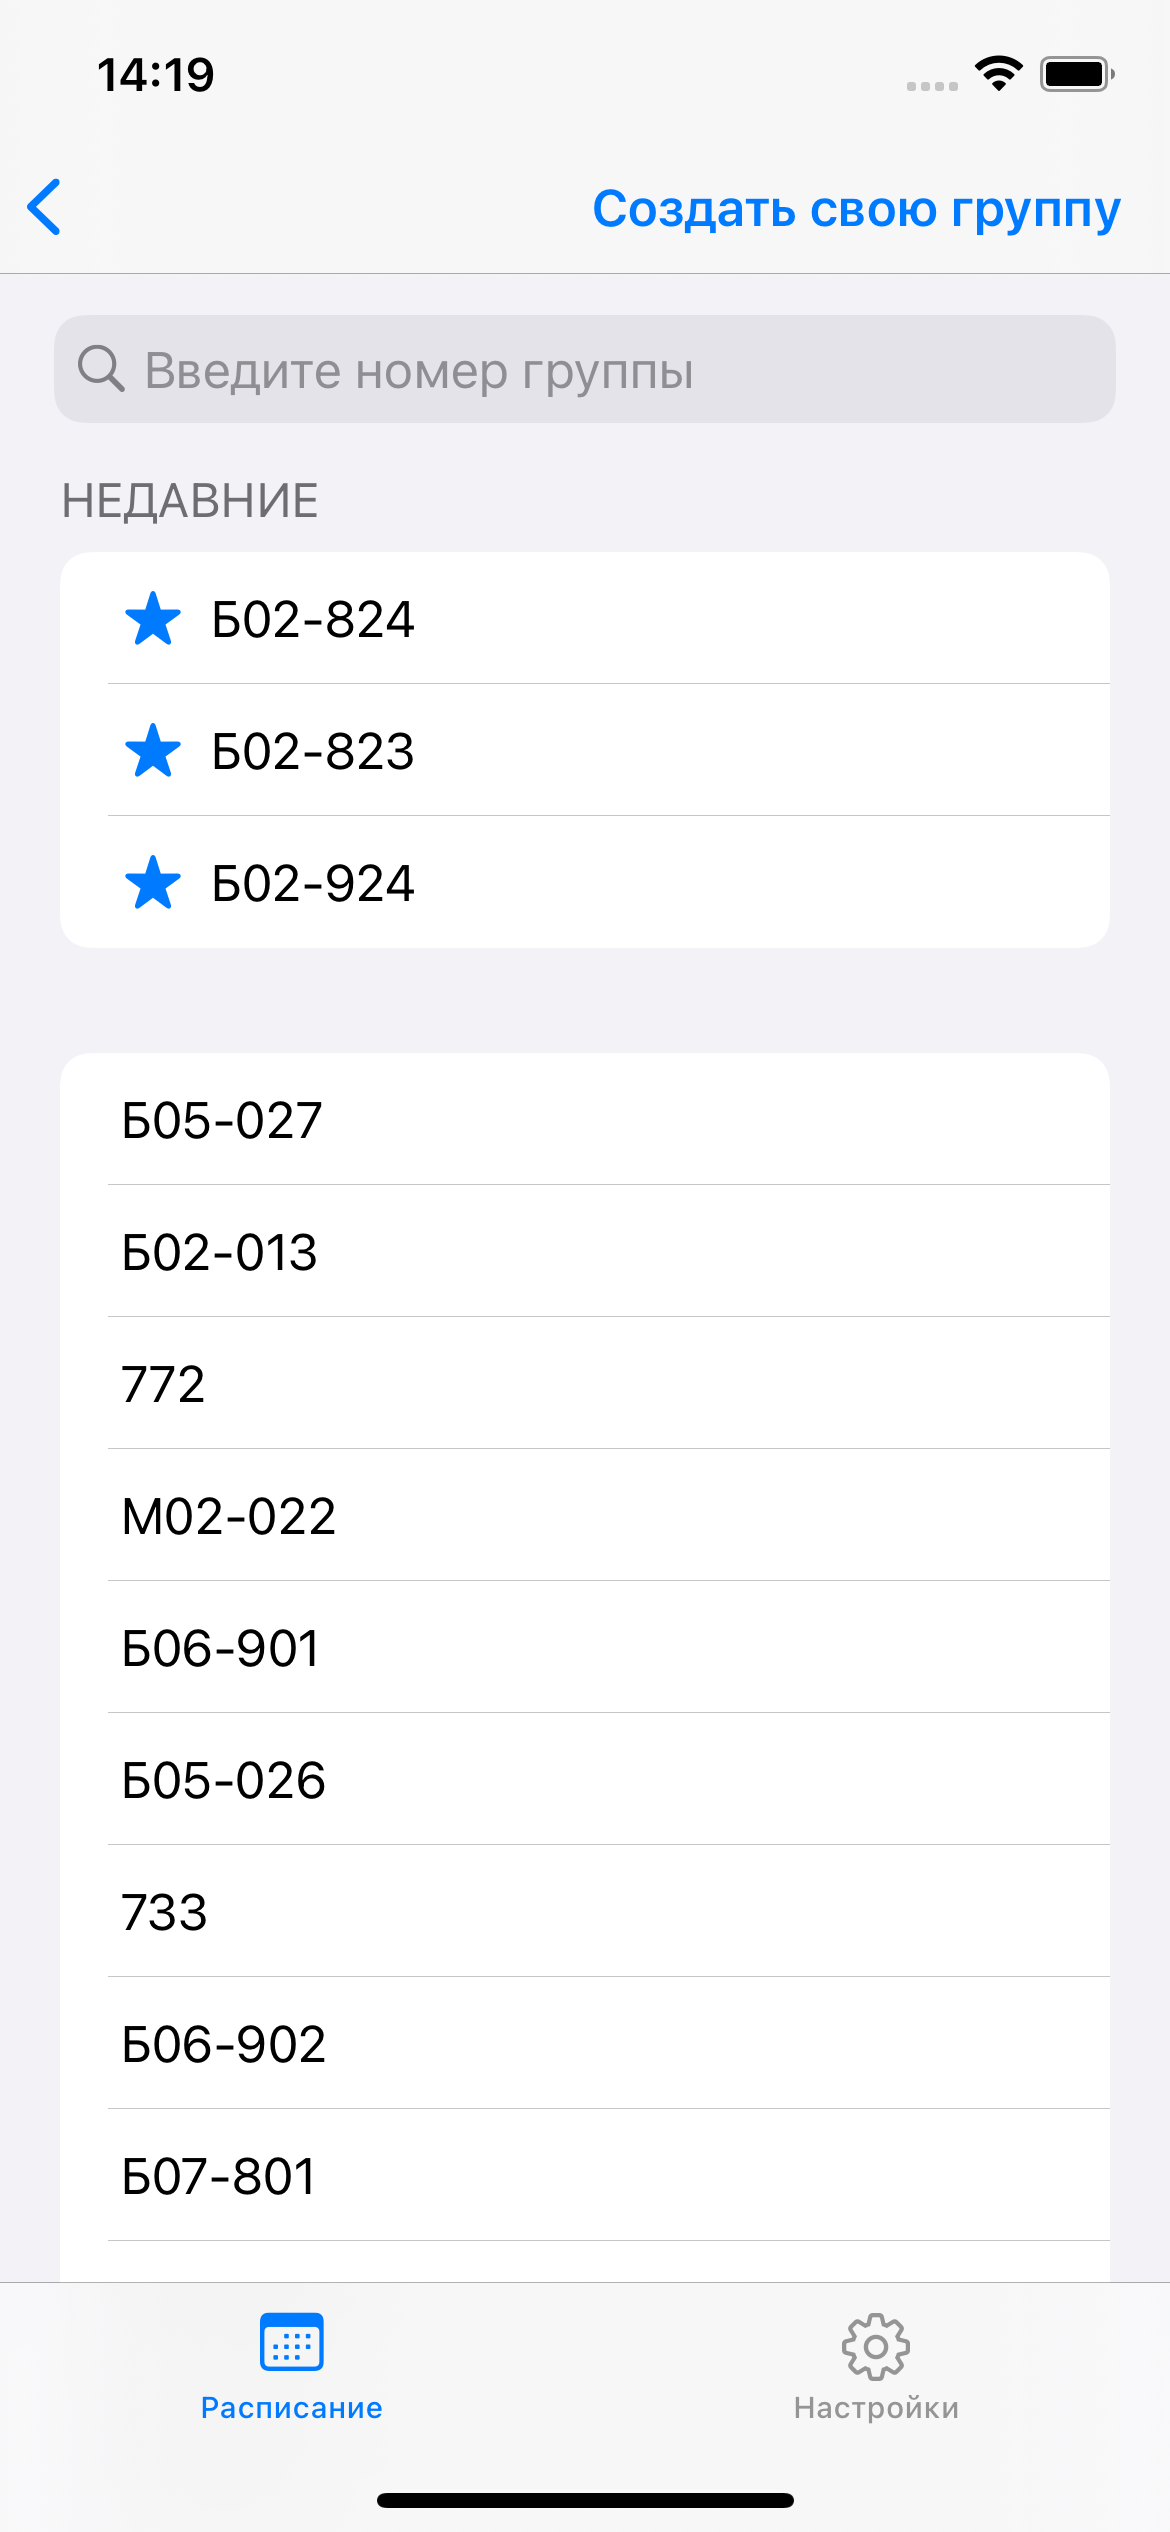 14:19
Создать свою группу
Введите номер группы
НЕДАВНИЕ
Б02-824
Б02-823
Б02-924
Б05-027
Б02-013
772
М02-022
Б06-901
Б05-026
733
Б06-902
Б07-801
Расписание
Настройки